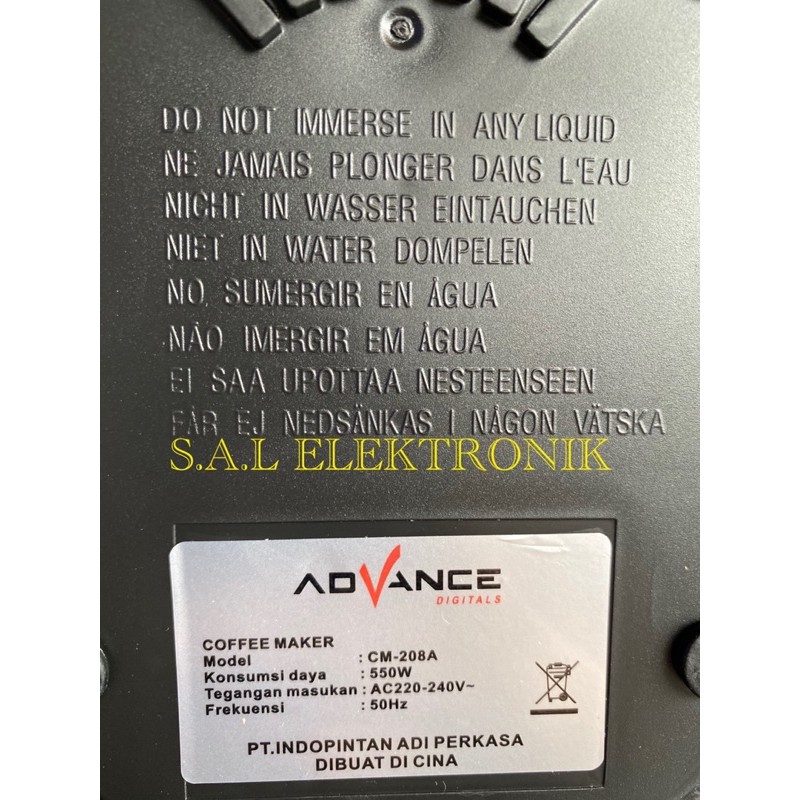 DO NOT IMMERSE IN ANY LIQUID
NE JAMAIS PLONGER DANS L'EAU
NICHT IN WASSER EINTAUCHEN
NIET IN WATER DOMPELEN
NO, SUMERGIR EN ÅGUA
NÃO IMERGIR EM ÅGUA
EI SAA UPOTTAA NESTEENSEEN
FÅR EJ NEDSÄNKAS I NÅGON VÄTSKA
S.A.L ELEKTRONIK
ADVANCE
DIGITALS
COFFEE MAKER
Model : CM-208A
Konsumsi daya : 550W
Tegangan masukan : AC220-240V~
Frekuensi : 50Hz
PT.INDOPINTAN ADI PERKASA
DIBUAT DI CINA